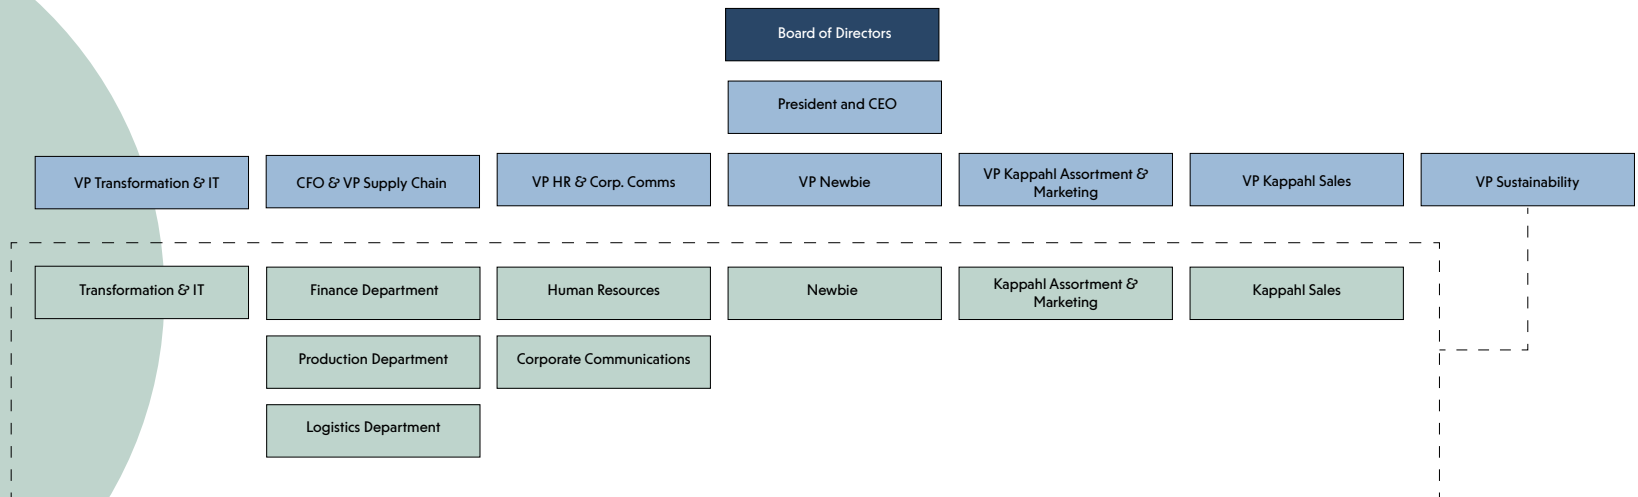 Board of Directors
President and CEO
VP Transformation & IT
CFO & VP Supply Chain
VP HR & Corp. Comms
VP Newbie
VP Kappahl Assortment &
Marketing
VP Kappahl Sales
VP Sustainability
Transformation & IT
Finance Department
Human Resources
Newbie
Kappahl Assortment &
Marketing
Kappahl Sales
Production Department
Corporate Communications
Logistics Department